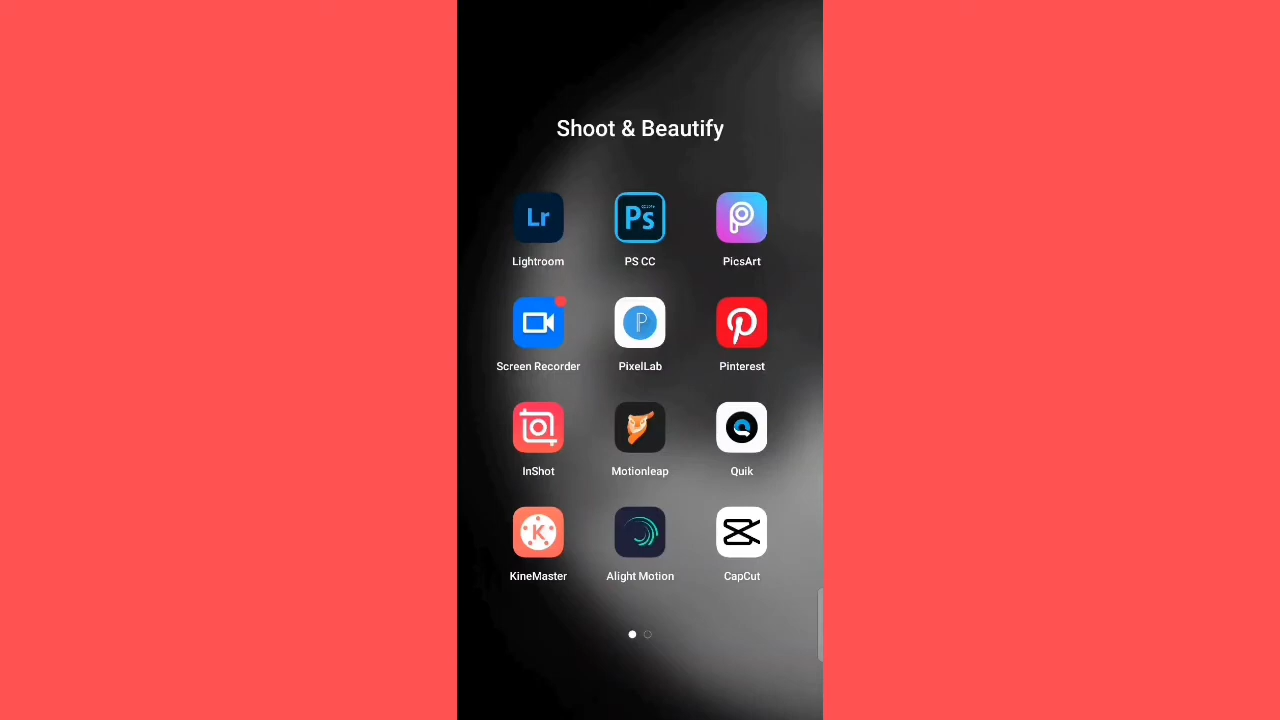 Shoot & Beautify
Lr
Ps
Lightroom
PS CC
PicsArt
Screen Recorder
PixelLab
Pinterest
InShot
Motionleap
Quik
K
KineMaster
Alight Motion
CapCut